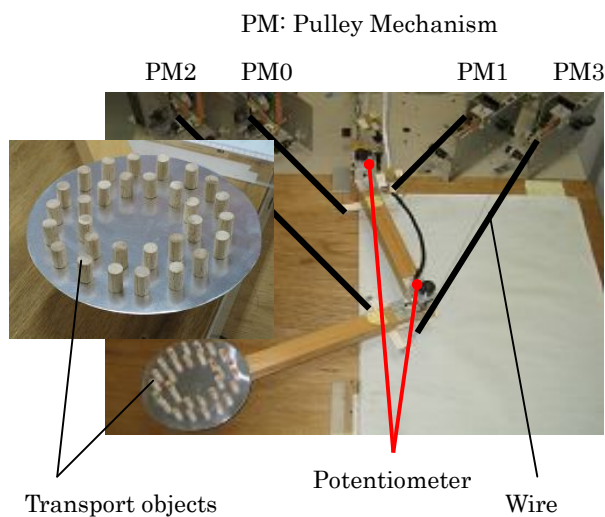 PM: Pulley Mechanism
PM2 PM0 PM1 PM3
Potentiometer
Transport objects Wire